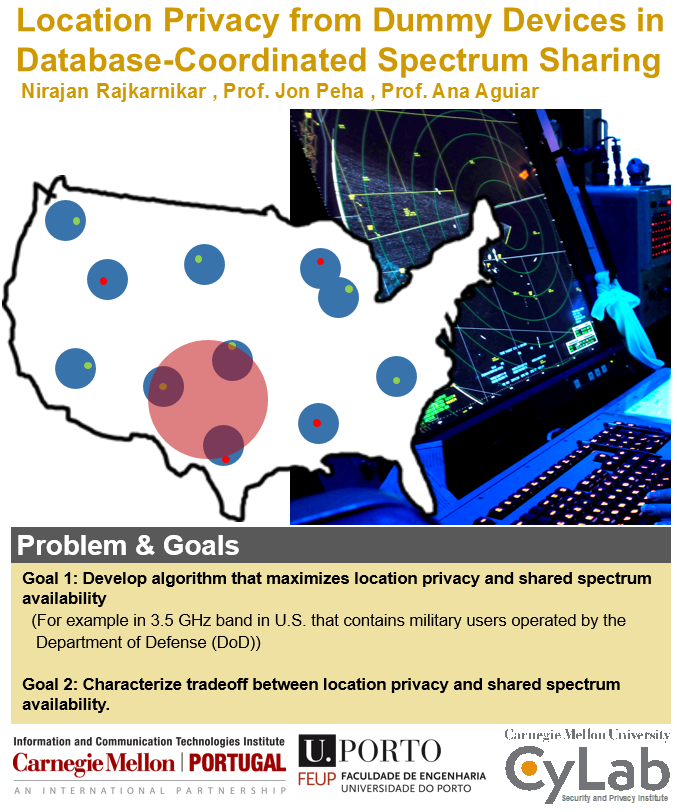 Location Privacy from Dummy Devices in
Database-Coordinated Spectrum Sharing
Nirajan Rajkarnikar , Prof. Jon Peha , Prof. Ana Aguiar
Problem & Goals
Goal 1: Develop algorithm that maximizes location privacy and shared spectrum
availability
(For example in 3.5 GHz band in U.S. that contains military users operated by the
Department of Defense (DoD))
Goal 2: Characterize tradeoff between location privacy and shared spectrum
availability.
Information and Communication Technologies Institute
Carnegie Mellon | PORTUGAL
AN INTERNATIONAL PARTNERSHIP
U. PORTO
FEUP FACULDADE DE ENGENHARIA
UNIVERSIDADE DO PORTO
Carnegie Mellon University
CyLab
Security and Privacy Institute